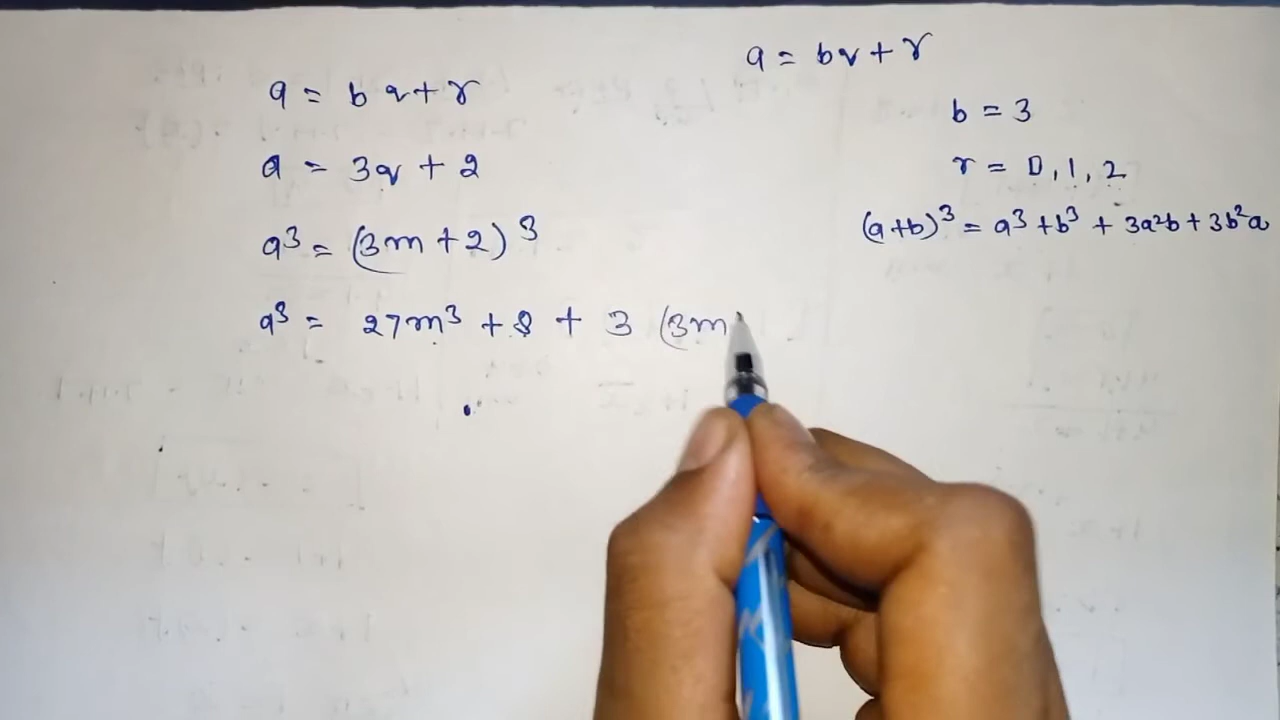 a = bq + r
a = 3q + 2
a³ = (3m + 2)³
a³ = 27m³ + 8 + 3 (3m
a = bq + r
b = 3
r = 0, 1, 2
(a+b)³ = a³ + b³ + 3a²b + 3b²a